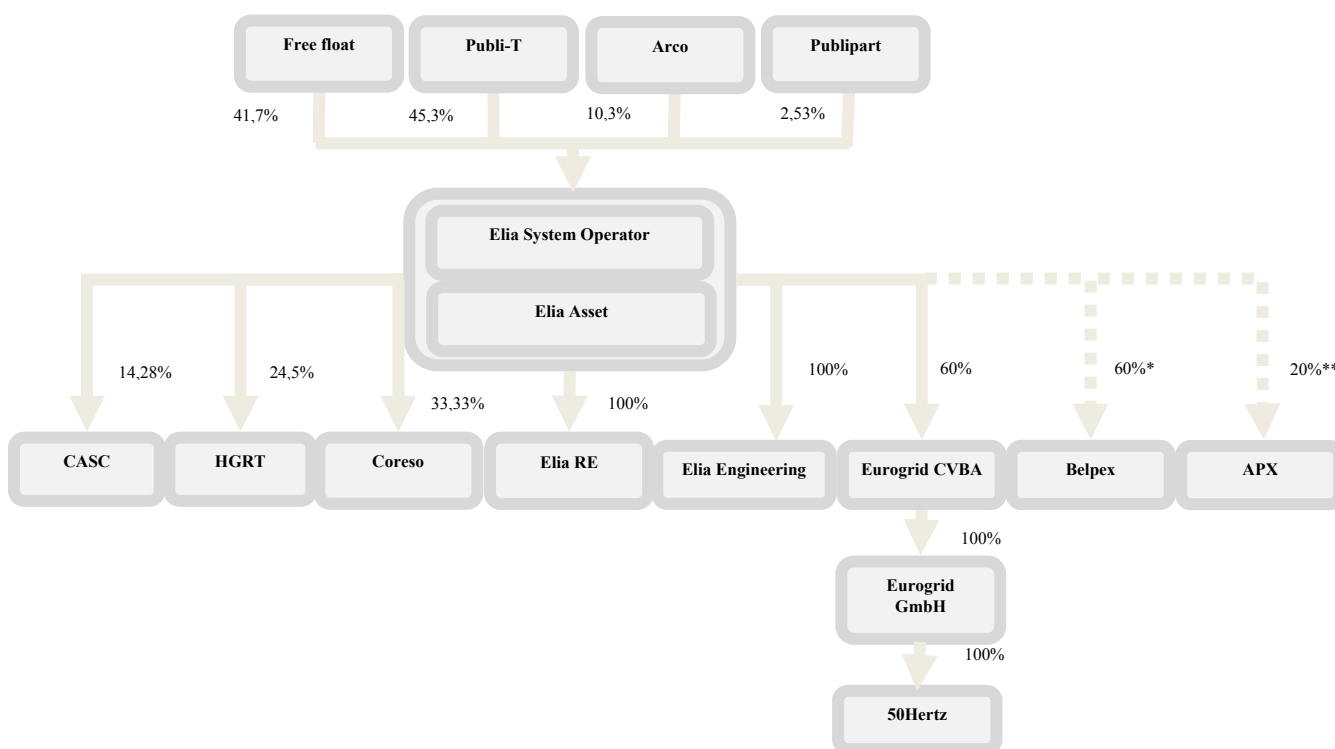 Free float
Publi-T
Arco
Publipart
41,7%
45,3%
10,3%
2,53%
Elia System Operator
Elia Asset
14,28%
24,5%
33,33%
100%
100%
60%
60%*
20%**
CASC
HGRT
Coreso
Elia RE
Elia Engineering
Eurogrid CVBA
Belpex
APX
100%
Eurogrid
GmbH
100%
50Hertz